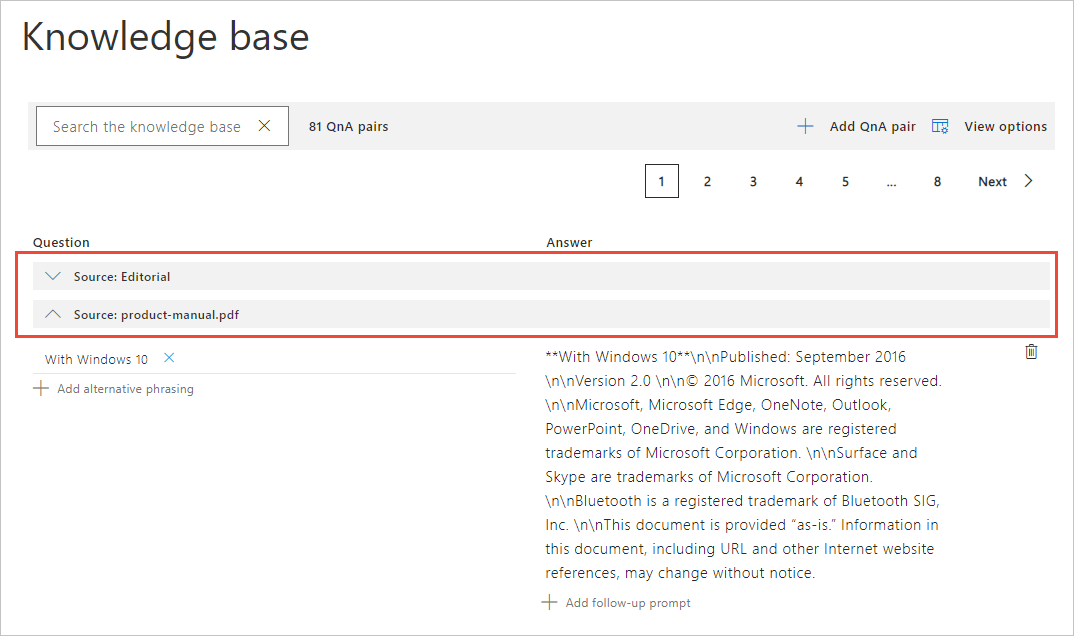 Knowledge base
Search the knowledge base
81 QnA pairs
Add QnA pair
View options
1 2 3 4 5 ... 8 Next
Question Answer
Source: Editorial
Source: product-manual.pdf
With Windows 10
Add alternative phrasing
**With Windows 10**\n\nPublished: September 2016
\n\nVersion 2.0 \n\n© 2016 Microsoft. All rights reserved.
\n\nMicrosoft, Microsoft Edge, OneNote, Outlook,
PowerPoint, OneDrive, and Windows are registered
trademarks of Microsoft Corporation. \n\nSurface and
Skype are trademarks of Microsoft Corporation.
\n\nBluetooth is a registered trademark of Bluetooth SIG,
Inc. \n\nThis document is provided “as-is.” Information in
this document, including URL and other Internet website
references, may change without notice.
Add follow-up prompt